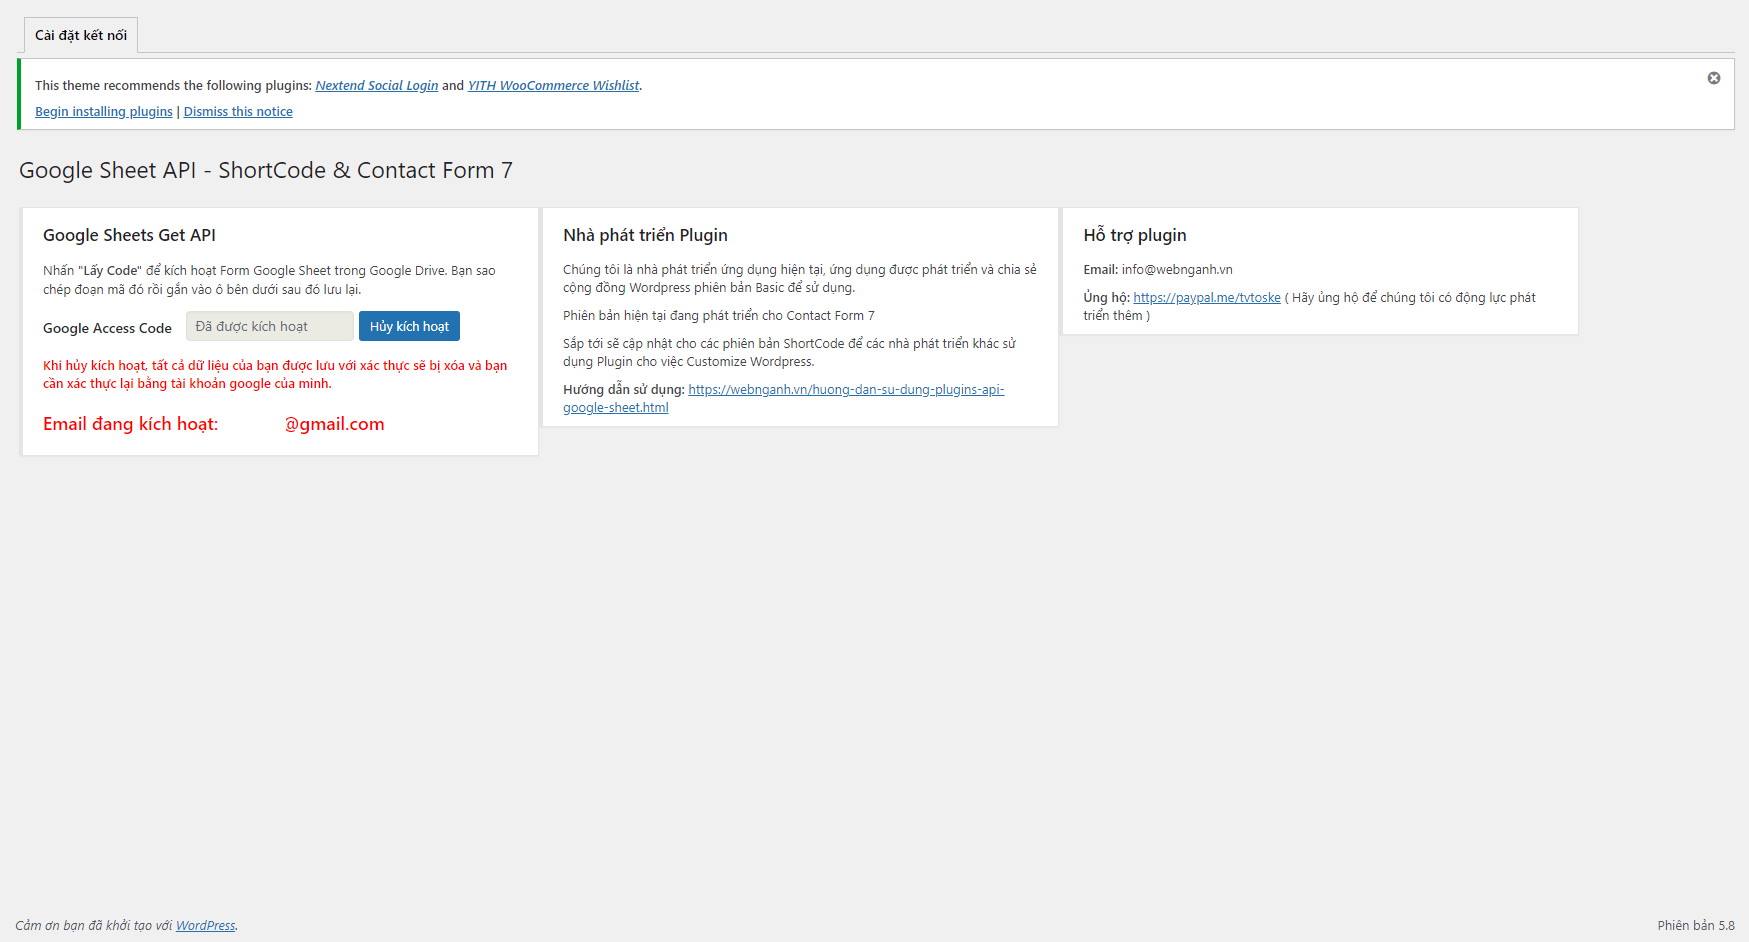 Cài đặt kết nối
This theme recommends the following plugins: Nextend Social Login and YITH WooCommerce Wishlist.
Begin installing plugins | Dismiss this notice
Google Sheet API - ShortCode & Contact Form 7
Google Sheets Get API
Nhấn "Lấy Code" để kích hoạt Form Google Sheet trong Google Drive. Bạn sao
chép đoạn mã đó rồi gắn vào ô bên dưới sau đó lưu lại.
Google Access Code Đã được kích hoạt Hủy kích hoạt
Khi hủy kích hoạt, tất cả dữ liệu của bạn được lưu với xác thực sẽ bị xóa và bạn
cần xác thực lại bằng tài khoản google của mình.
Email đang kích hoạt: @gmail.com
Nhà phát triển Plugin
Chúng tôi là nhà phát triển ứng dụng hiện tại, ứng dụng được phát triển và chia sẻ
cộng đồng Wordpress phiên bản Basic để sử dụng.
Phiên bản hiện tại đang phát triển cho Contact Form 7
Sắp tới sẽ cập nhật cho các phiên bản ShortCode để các nhà phát triển khác sử
dụng Plugin cho việc Customize Wordpress.
Hướng dẫn sử dụng: https://webnganh.vn/huong-dan-su-dung-plugins-api-
google-sheet.html
Hỗ trợ plugin
Email: info@webnganh.vn
Ủng hộ: https://paypal.me/tvtoske ( Hãy ủng hộ để chúng tôi có động lực phát
triển thêm )
Cảm ơn bạn đã khởi tạo với WordPress.
Phiên bản 5.8